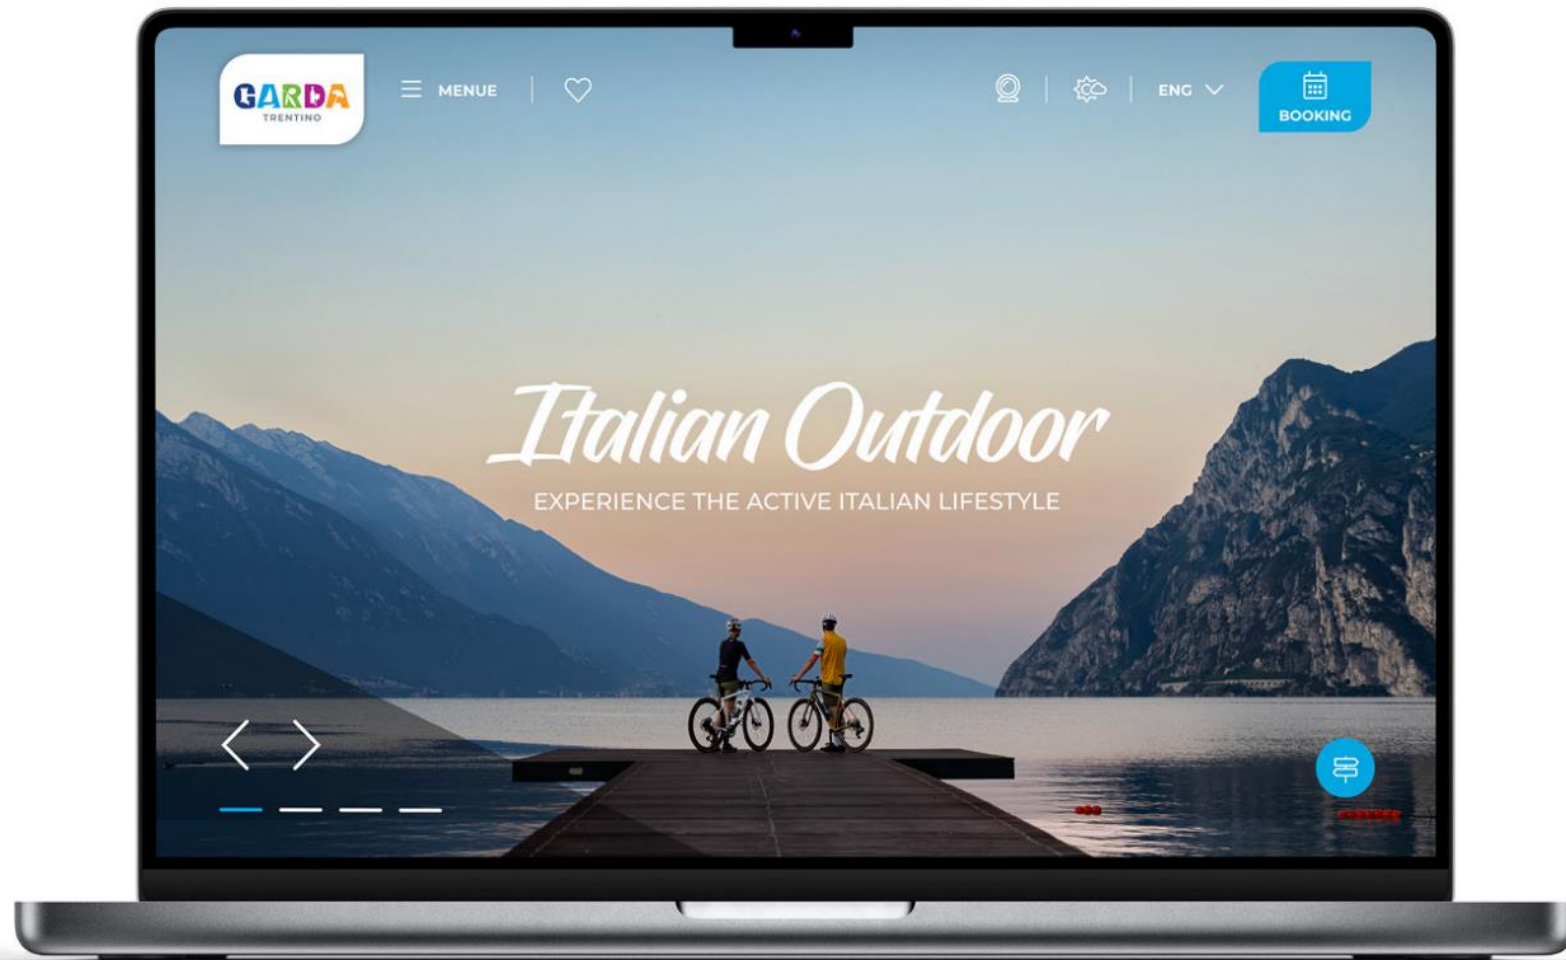 GARDA
TRENTINO
MENUE
ENG
BOOKING
Italian Outdoor
EXPERIENCE THE ACTIVE ITALIAN LIFESTYLE